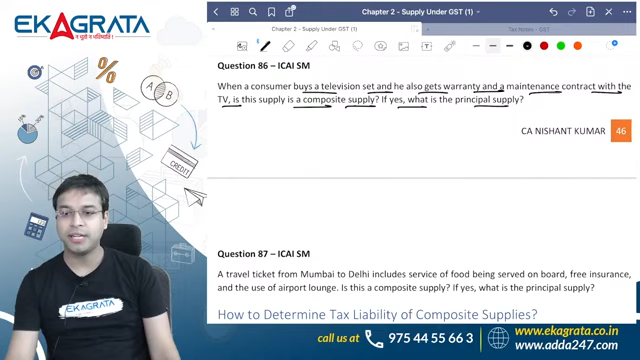 EKAGRATA
॥ च धूतौ च परिचितिः ॥
Chapter 2 - Supply Under GST (1)
Chapter 2 - Supply Under GST (1)
Tax Notes - GST
Question 86 – ICAI SM
When a consumer buys a television set and he also gets warranty and a maintenance contract with the
TV, is this supply is a composite supply? If yes, what is the principal supply?
CA NISHANT KUMAR 46
Question 87 – ICAI SM
A travel ticket from Mumbai to Delhi includes service of food being served on board, free insurance,
and the use of airport lounge. Is this a composite supply? If yes, what is the principal supply?
How to Determine Tax Liability of Composite Supplies?
%
A B
15%
30%
CREDIT
EKAGRATA
call us at
975 44 55 66 3
www.ekagrata.co.in
www.adda247.com